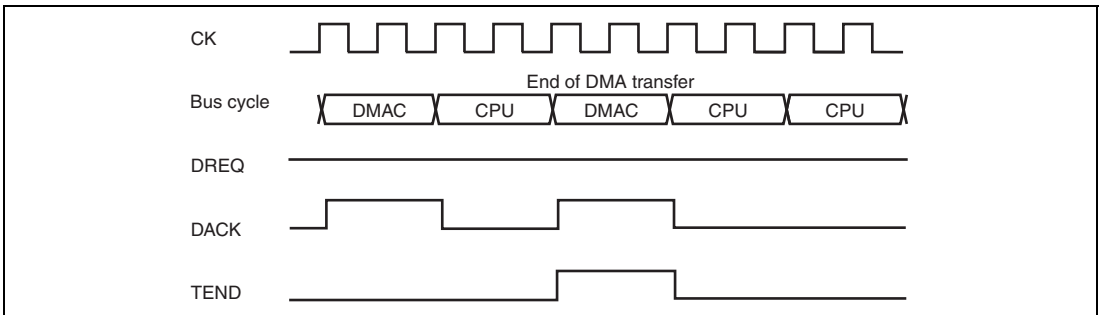 CK
End of DMA transfer
Bus cycle
DMAC CPU DMAC CPU CPU
DREQ
DACK
TEND